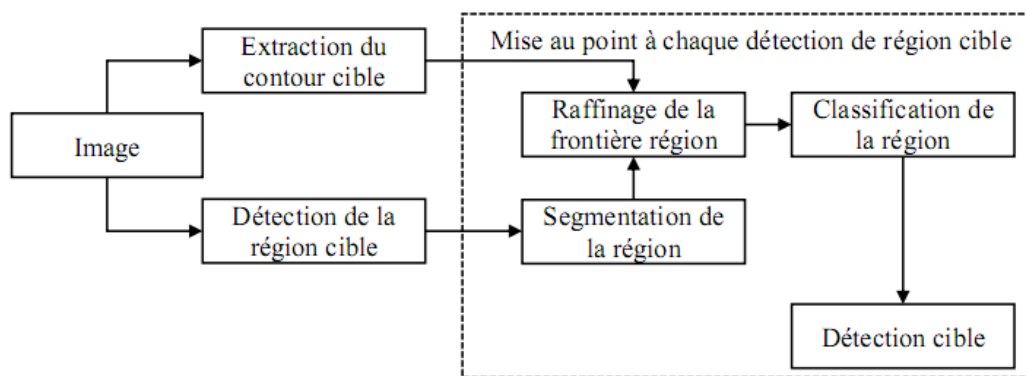 Extraction du
contour cible
Mise au point à chaque détection de région cible
Image
Raffinage de la
frontière région
Classification de
la région
Détection de la
région cible
Segmentation de
la région
Détection cible